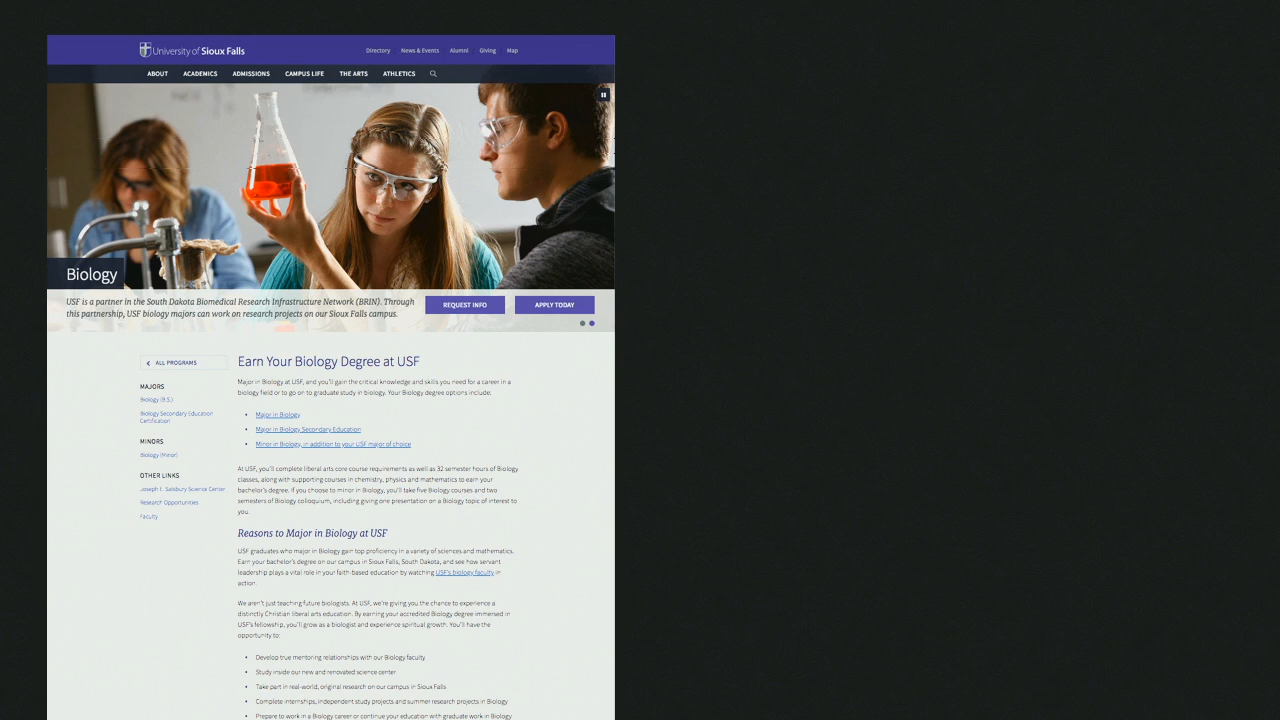 University of Sioux Falls
Directory News & Events Alumni Giving Map
ABOUT ACADEMICS ADMISSIONS CAMPUS LIFE THE ARTS ATHLETICS
Biology
USF is a partner in the South Dakota Biomedical Research Infrastructure Network (BRIN). Through
this partnership, USF biology majors can work on research projects on our Sioux Falls campus.
REQUEST INFO
APPLY TODAY
ALL PROGRAMS
MAJORS
Biology (B.S.)
Biology Secondary Education
Certification
MINORS
Biology (Minor)
OTHER LINKS
Joseph E. Salsbury Science Center
Research Opportunities
Faculty
Earn Your Biology Degree at USF
Major in Biology at USF, and you'll gain the critical knowledge and skills you need for a career in a
biology field or to go on to graduate study in biology. Your Biology degree options include:
• Major in Biology
• Major in Biology Secondary Education
• Minor in Biology, in addition to your USF major of choice
At USF, you'll complete liberal arts core course requirements as well as 32 semester hours of Biology
classes, along with supporting courses in chemistry, physics and mathematics to earn your
bachelor's degree. If you choose to minor in Biology, you'll take five Biology courses and two
semesters of Biology colloquium, including giving one presentation on a Biology topic of interest to
you.
Reasons to Major in Biology at USF
USF graduates who major in Biology gain top proficiency in a variety of sciences and mathematics.
Earn your bachelor's degree on our campus in Sioux Falls, South Dakota, and see how servant
leadership plays a vital role in your faith-based education by watching USF's biology faculty in
action.
We aren't just teaching future biologists. At USF, we're giving you the chance to experience a
distinctly Christian liberal arts education. By earning your accredited Biology degree immersed in
USF's fellowship, you'll grow as a biologist and experience spiritual growth. You'll have the
opportunity to:
• Develop true mentoring relationships with our Biology faculty
• Study inside our new and renovated science center
• Take part in real-world, original research on our campus in Sioux Falls
• Complete internships, independent study projects and summer research projects in Biology
• Prepare to work in a Biology career or continue your education with graduate work in Biology